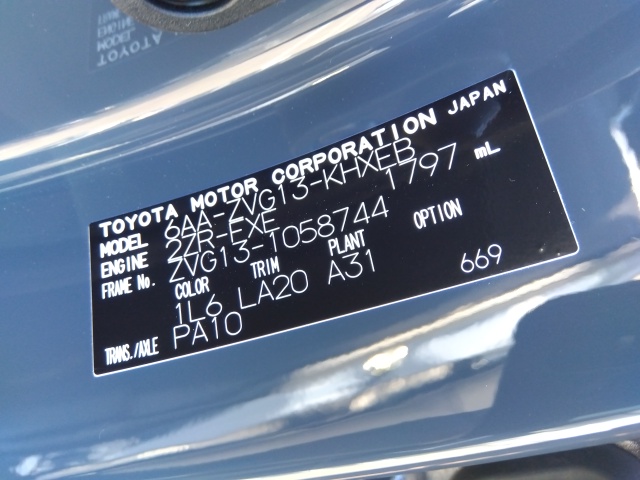 TOYOTA MOTOR CORPORATION JAPAN
MODEL 6AA-ZVG13-KHXEB
ENGINE 2ZR-FXE 1797 mL
FRAME No. ZVG13-1058744
COLOR TRIM PLANT OPTION
1L6 LA20 A31 669
TRANS./AXLE PA10